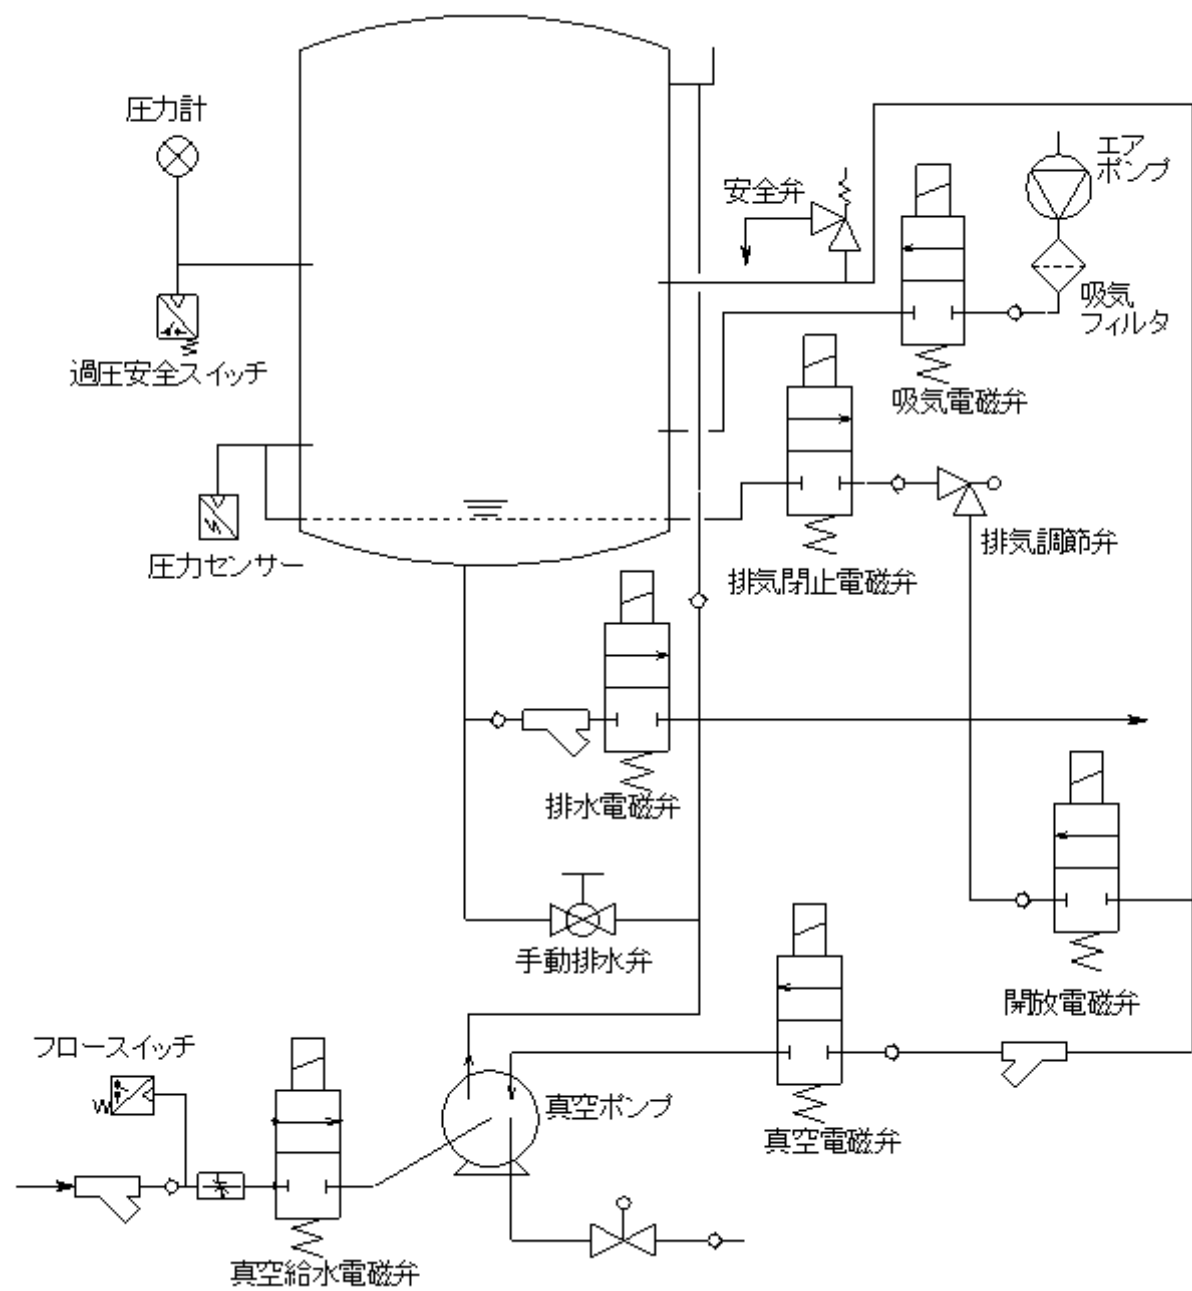 圧力計
エア
ポンプ
安全弁
吸気
フィルタ
過圧安全スイッチ
吸気電磁弁
排気調節弁
圧力センサー
排気閉止電磁弁
排水電磁弁
手動排水弁
開放電磁弁
フロースイッチ
真空ポンプ
真空電磁弁
真空給水電磁弁